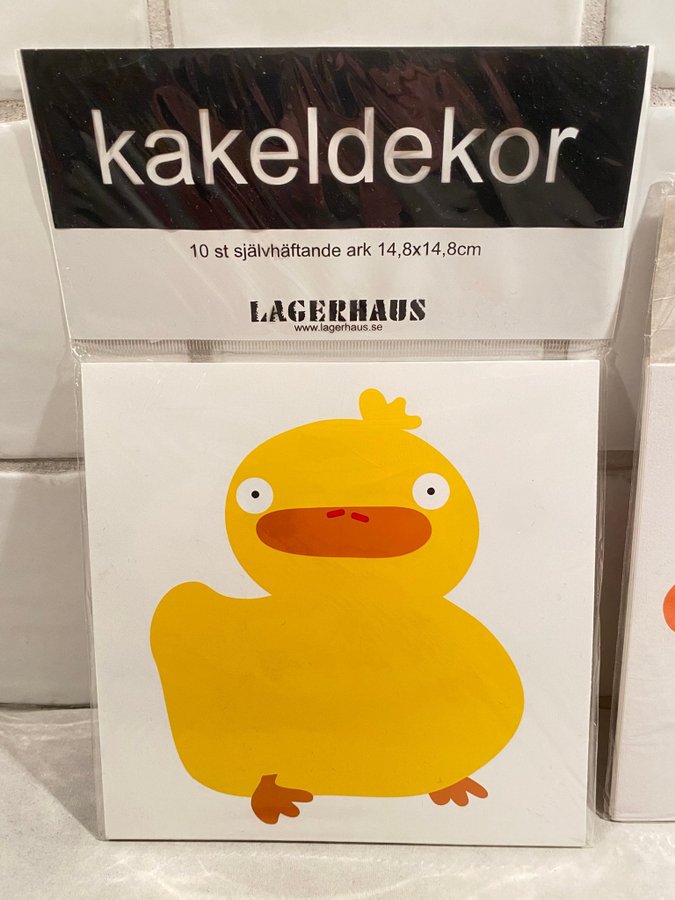 kakeldekor
10 st självhäftande ark 14,8x14,8cm
LAGERHAUS
www.lagerhaus.se